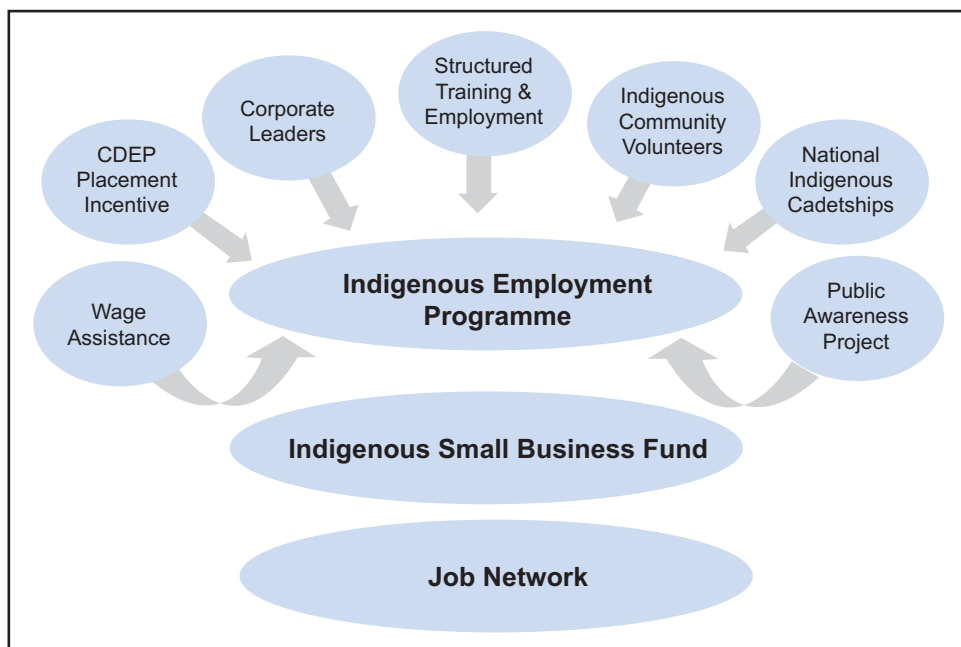 Structured
Training &
Employment
Corporate
Leaders
Indigenous
Community
Volunteers
CDEP
Placement
Incentive
National
Indigenous
Cadetships
Wage
Assistance
Indigenous Employment
Programme
Public
Awareness
Project
Indigenous Small Business Fund
Job Network